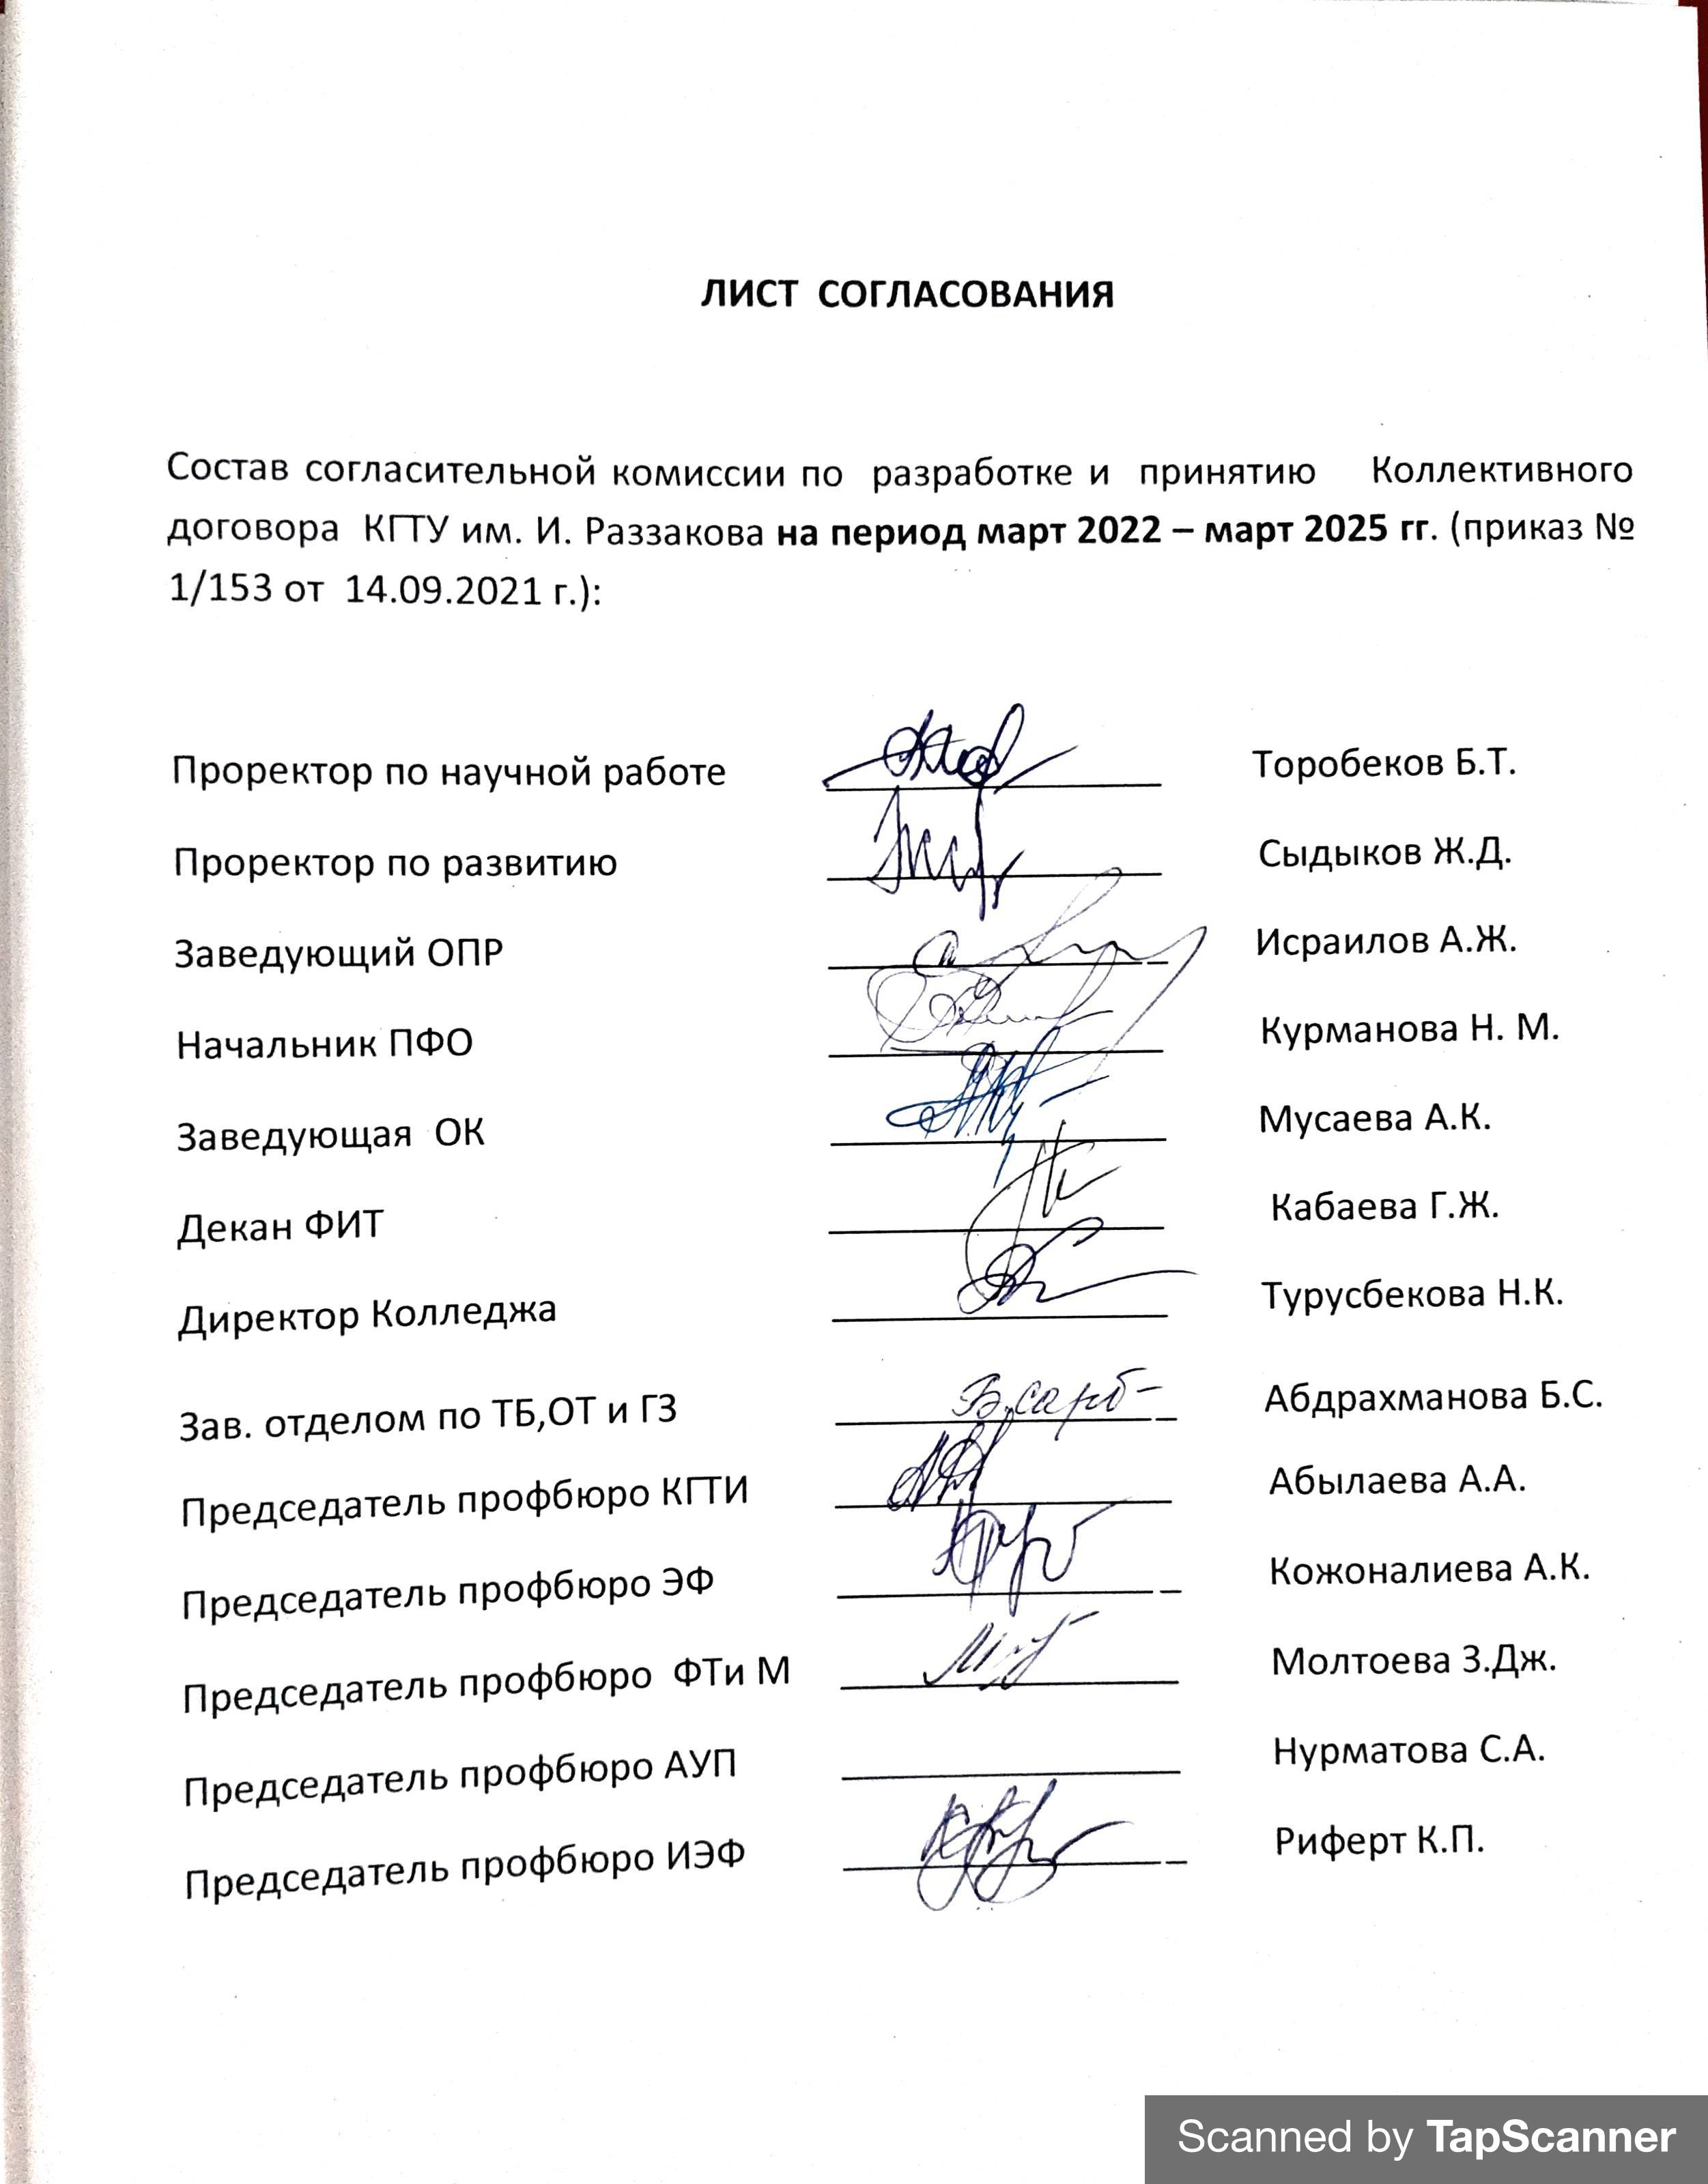 ЛИСТ СОГЛАСОВАНИЯ
Состав согласительной комиссии по разработке и принятию Коллективного
договора КГТУ им. И. Раззакова на период март 2022 – март 2025 гг. (приказ №
1/153 от 14.09.2021 г.):
Проректор по научной работе Торобеков Б.Т.
Проректор по развитию Сыдыков Ж.Д.
Заведующий ОПР Исраилов А.Ж.
Начальник ПФО Курманова Н. М.
Заведующая ОК Мусаева А.К.
Декан ФИТ Кабаева Г.Ж.
Директор Колледжа Турусбекова Н.К.
Зав. отделом по ТБ,ОТ и ГЗ Абдрахманова Б.С.
Председатель профбюро КГТИ Абылаева А.А.
Председатель профбюро ЭФ Кожоналиева А.К.
Председатель профбюро ФТи М Молтоева З.Дж.
Председатель профбюро АУП Нурматова С.А.
Председатель профбюро ИЭФ Риферт К.П.
Scanned by TapScanner